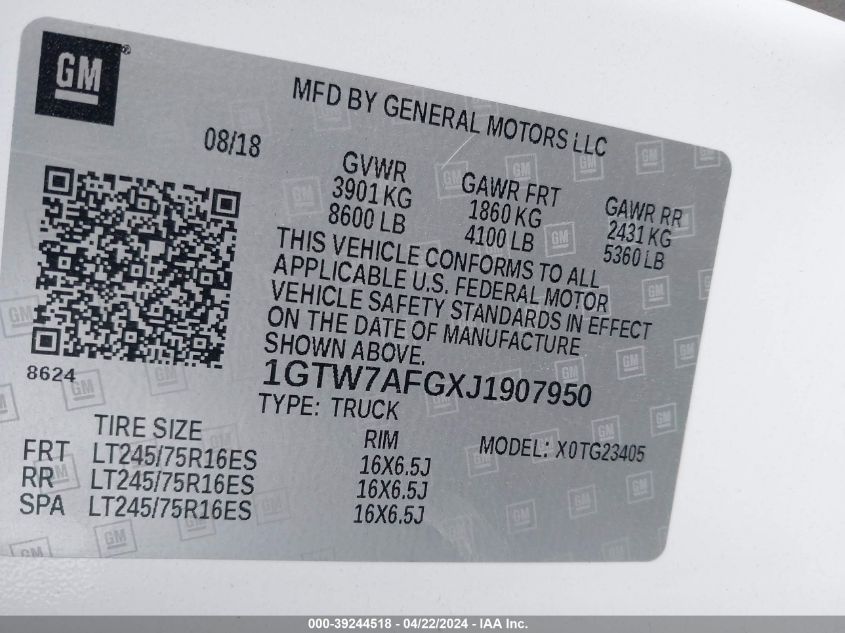 GM
MFD BY GENERAL MOTORS LLC
08/18
GVWR GAWR FRT GAWR RR
3901 KG 1860 KG 2431 KG
8600 LB 4100 LB 5360 LB
THIS VEHICLE CONFORMS TO ALL
APPLICABLE U.S. FEDERAL MOTOR
VEHICLE SAFETY STANDARDS IN EFFECT
ON THE DATE OF MANUFACTURE
SHOWN ABOVE.
8624
1GTW7AFGXJ1907950
TYPE: TRUCK
TIRE SIZE RIM MODEL: X0TG23405
FRT LT245/75R16ES 16X6.5J
RR LT245/75R16ES 16X6.5J
SPA LT245/75R16ES 16X6.5J
000-39244518 - 04/22/2024 - IAA Inc.